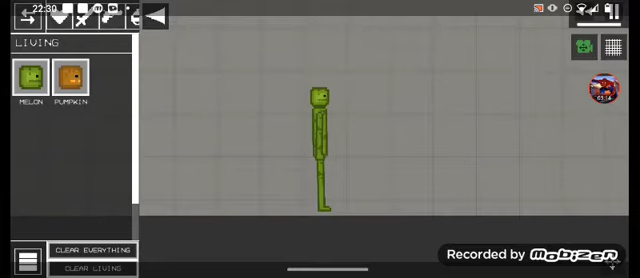 22:30
LIVING
MELON
PUMPKIN
CLEAR EVERYTHING
CLEAR LIVING
Recorded by
mobizen